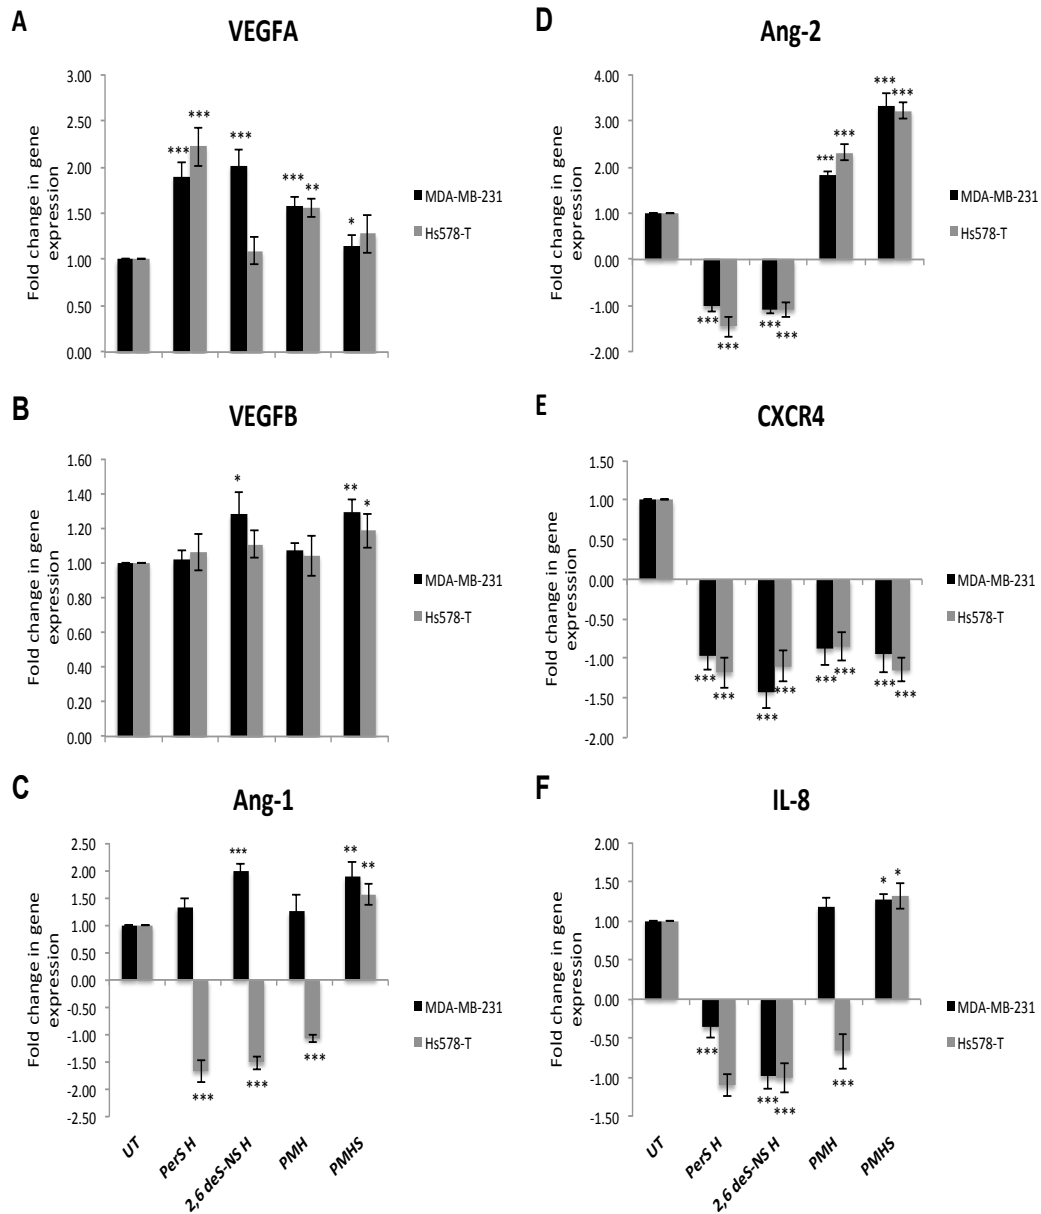 A
VEGFA
Fold change in gene
expression
3.00
2.50
2.00
1.50
1.00
0.50
0.00
*** *** *** *** ** *
MDA-MB-231
Hs578-T
B
VEGFB
Fold change in gene
expression
1.60
1.40
1.20
1.00
0.80
0.60
0.40
0.20
0.00
* ** *
MDA-MB-231
Hs578-T
C
Ang-1
Fold change in gene
expression
2.50
2.00
1.50
1.00
0.50
0.00
-0.50
-1.00
-1.50
-2.00
-2.50
*** ** **
*** *** ***
MDA-MB-231
Hs578-T
UT
PerS H
2,6 deS-NS H
PMH
PMHS
D
Ang-2
Fold change in gene
expression
4.00
3.00
2.00
1.00
0.00
-1.00
-2.00
*** *** *** ***
*** *** *** ***
MDA-MB-231
Hs578-T
E
CXCR4
Fold change in gene
expresssion
1.50
1.00
0.50
0.00
-0.50
-1.00
-1.50
-2.00
*** *** *** *** *** *** *** ***
MDA-MB-231
Hs578-T
F
IL-8
Fold change in gene
expression
2.00
1.50
1.00
0.50
0.00
-0.50
-1.00
-1.50
* *
*** *** *** ***
MDA-MB-231
Hs578-T
UT
PerS H
2,6 deS-NS H
PMH
PMHS